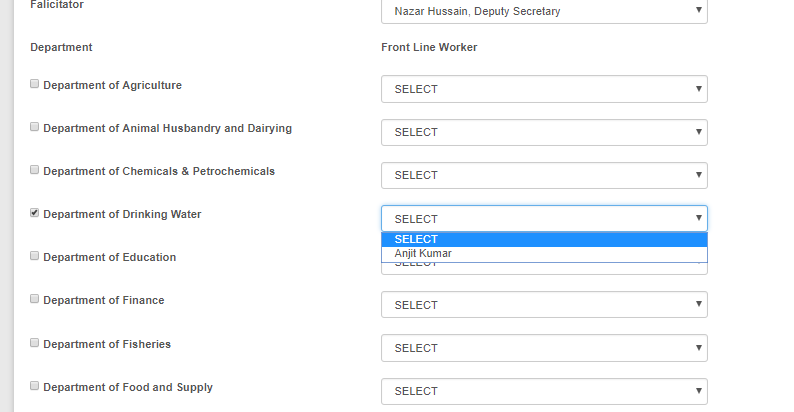 Falicitator
Nazar Hussain, Deputy Secretary
Department Front Line Worker
Department of Agriculture SELECT
Department of Animal Husbandry and Dairying SELECT
Department of Chemicals & Petrochemicals SELECT
Department of Drinking Water SELECT
SELECT
Anjit Kumar
Department of Education SELECT
Department of Finance SELECT
Department of Fisheries SELECT
Department of Food and Supply SELECT